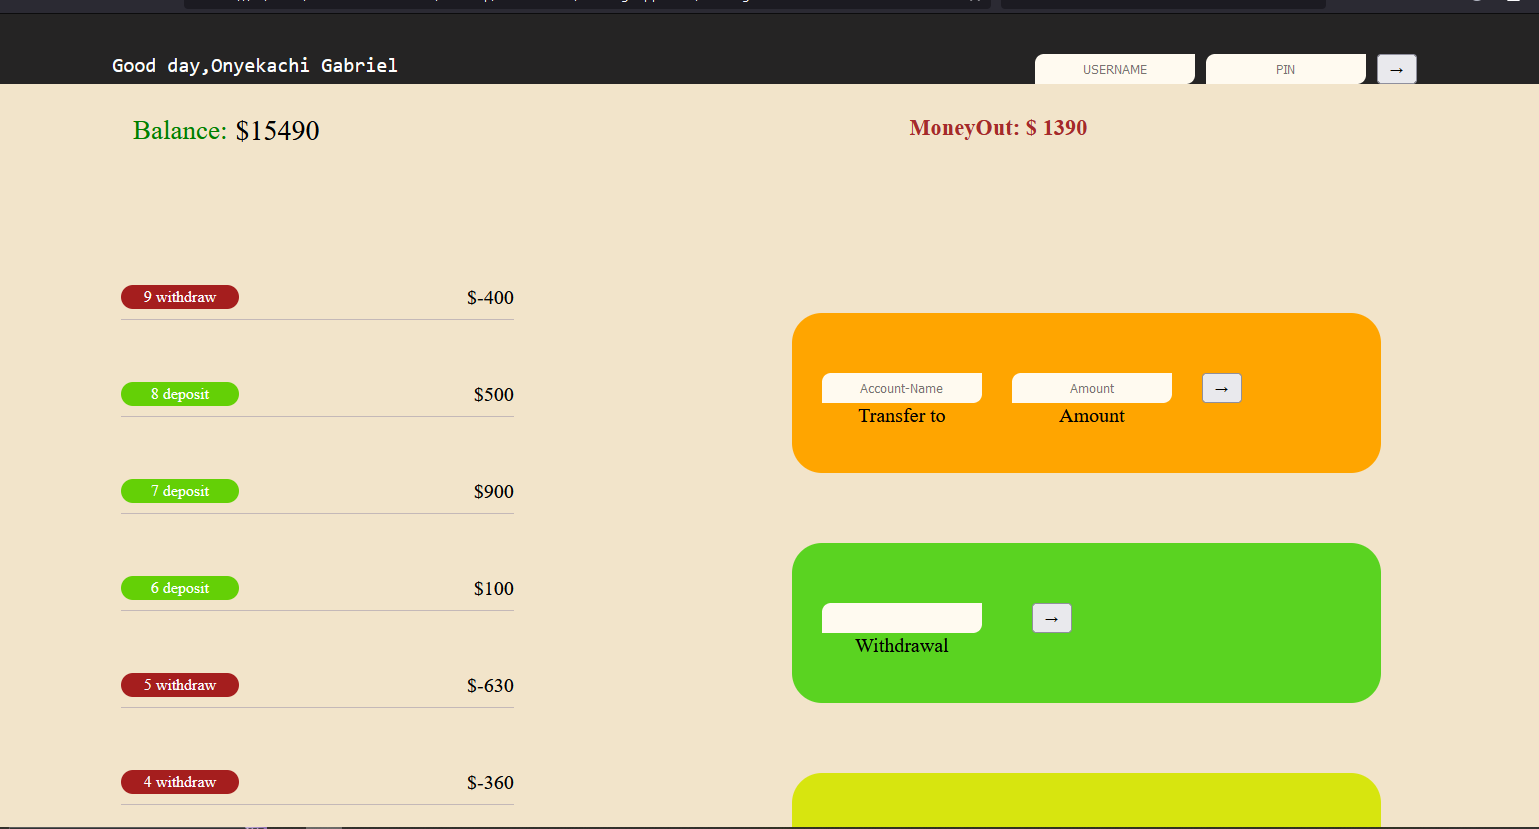 Good day,Onyekachi Gabriel
USERNAME
PIN
→
Balance: $15490
MoneyOut: $ 1390
9 withdraw
$-400
8 deposit
$500
7 deposit
$900
6 deposit
$100
5 withdraw
$-630
4 withdraw
$-360
Account-Name
Amount
→
Transfer to
Amount
→
Withdrawal